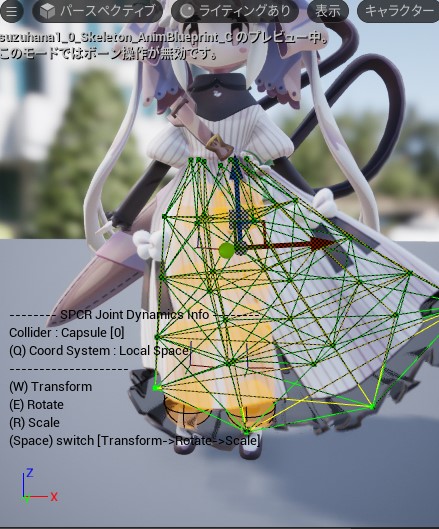 パースペクティブ ライティングあり 表示 キャラクター
suzuhana1_0_Skeleton_AnimBlueprint_C のプレビュー中。
このモードではボーン操作が無効です。
-------- SPCR Joint Dynamics Info --------
Collider : Capsule [0]
(Q) Coord System : Local Space
(W) Transform
(E) Rotate
(R) Scale
(Space) switch [Transform->Rotate->Scale]
Z
X